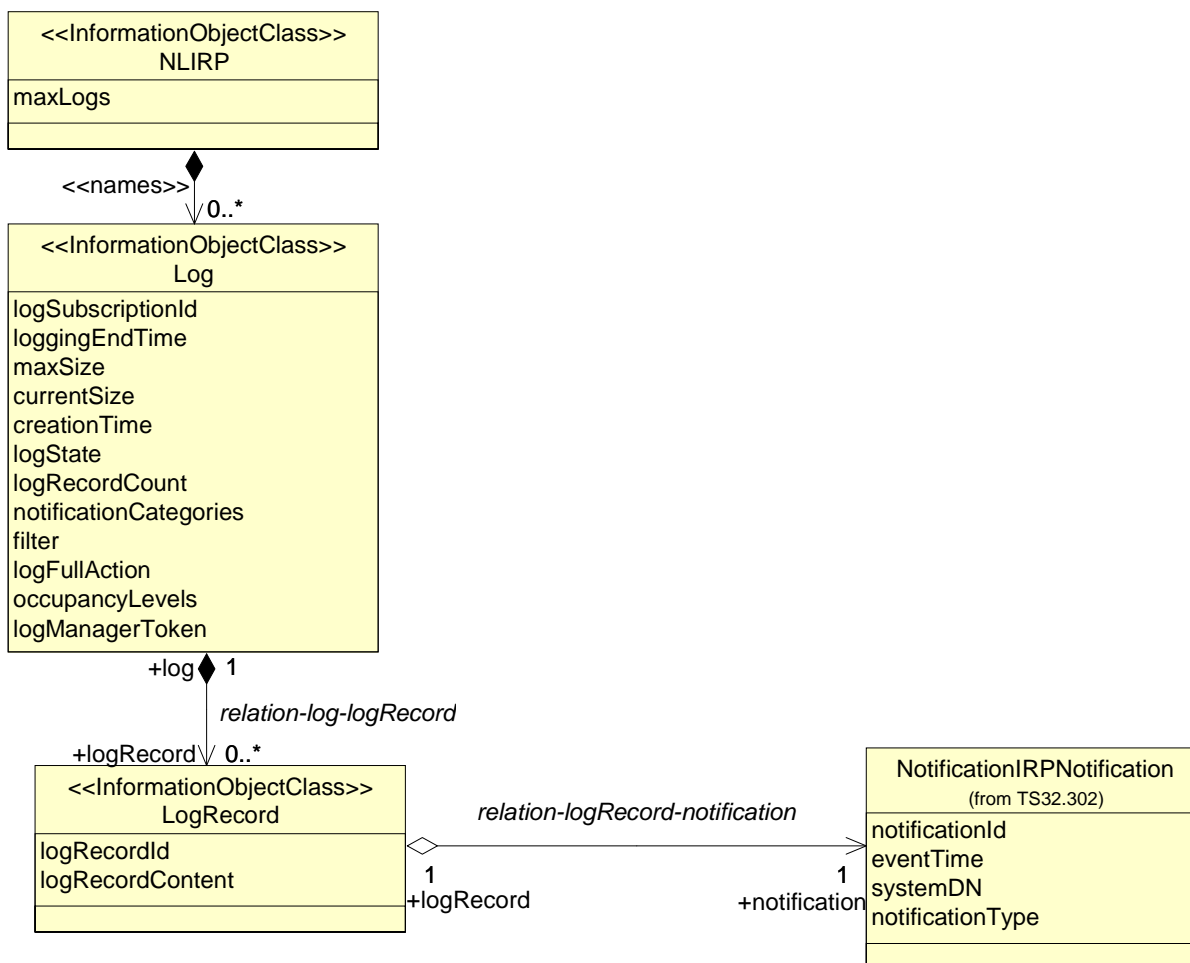 <<InformationObjectClass>>
NLIRP
maxLogs
<<names>>
0..*
<<InformationObjectClass>>
Log
logSubscriptionId
loggingEndTime
maxSize
currentSize
creationTime
logState
logRecordCount
notificationCategories
filter
logFullAction
occupancyLevels
logManagerToken
+log 1
relation-log-logRecord
+logRecord 0..*
<<InformationObjectClass>>
LogRecord
logRecordId
logRecordContent
relation-logRecord-notification
1
+logRecord
1
+notification
NotificationIRPNotification
(from TS32.302)
notificationId
eventTime
systemDN
notificationType